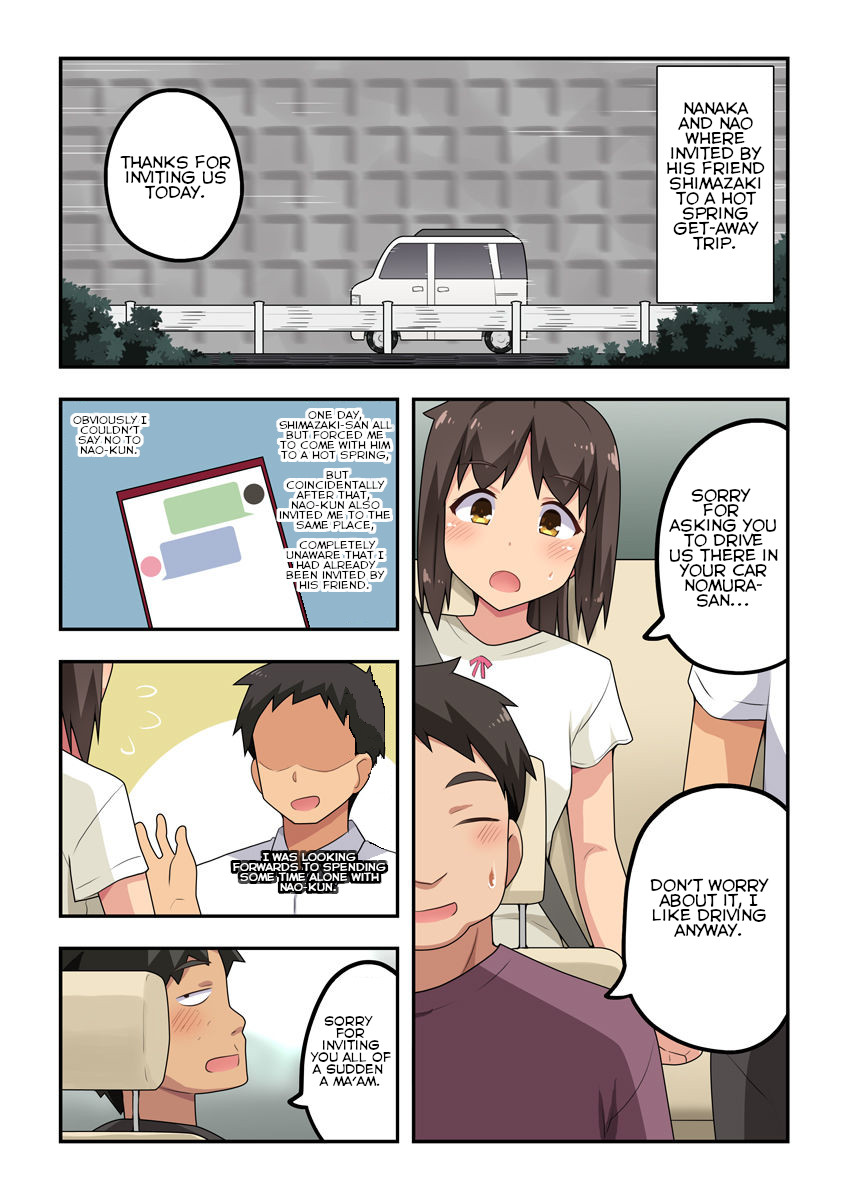 NANAKA
AND NAO
WHERE
INVITED BY
HIS FRIEND
SHIMAZAKI
TO A HOT
SPRING
GET-AWAY
TRIP.
THANKS FOR
INVITING US
TODAY.
SORRY
FOR
ASKING YOU
TO DRIVE
US THERE IN
YOUR CAR
NOMURA-
SAN...
DON'T WORRY
ABOUT IT, I
LIKE DRIVING
ANYWAY.
ONE DAY,
SHIMAZAKI-SAN ALL
BUT FORCED ME
TO COME WITH HIM
TO A HOT SPRING,
BUT
COINCIDENTALLY
AFTER THAT,
NAO-KUN ALSO
INVITED ME TO THE
SAME PLACE,
COMPLETELY
UNAWARE THAT I
HAD ALREADY
BEEN INVITED BY
HIS FRIEND.
OBVIOUSLY I
COULDN'T
SAY NO TO
NAO-KUN.
I WAS LOOKING
FORWARDS TO SPENDING
SOME TIME ALONE WITH
NAO-KUN.
SORRY
FOR
INVITING
YOU ALL OF
A SUDDEN
A MA'AM.